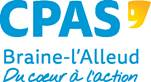 CPAS
Braine-l'Alleud
Du cœur à l'action